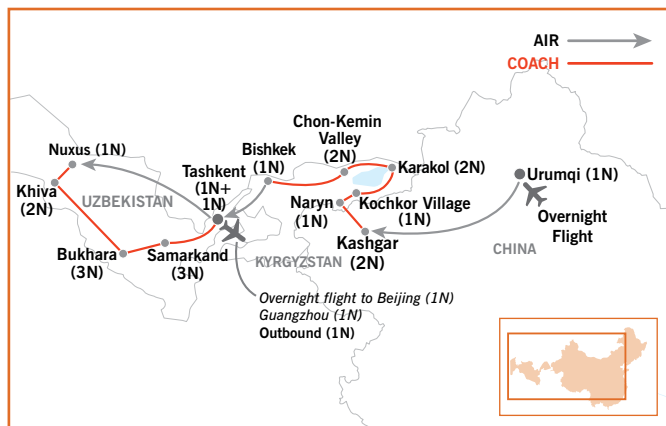 AIR
COACH
Chon-Kemin
Valley
(2N)
Bishkek
(1N)
Nuxus (1N)
Tashkent
(1N+
1N)
Karakol (2N)
Urumqi (1N)
Khiva
(2N)
UZBEKISTAN
Naryn
(1N)
Kochkor Village
(1N)
Overnight
Flight
Bukhara
(3N)
Samarkand
(3N)
KYRGYZSTAN
Kashgar
(2N)
CHINA
Overnight flight to Beijing (1N)
Guangzhou (1N)
Outbound (1N)